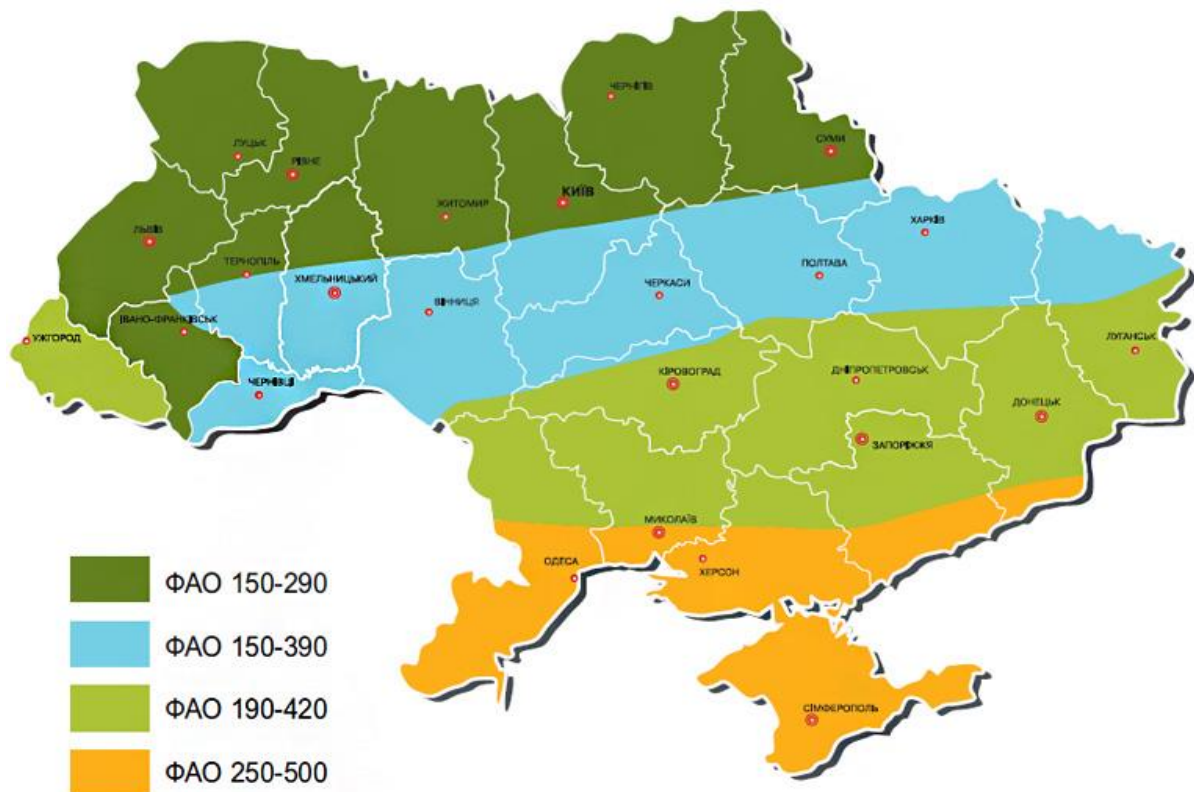 ЧЕРНІГІВ
СУМИ
ЛУЦЬК
РІВНЕ
КИЇВ
ЖИТОМИР
ЛЬВІВ
ХАРКІВ
ТЕРНОПІЛЬ
ХМЕЛЬНИЦЬКИЙ
ПОЛТАВА
ЧЕРКАСИ
ВІННИЦЯ
ІВАНО-ФРАНКІВСЬК
УЖГОРОД
ЛУГАНСЬК
КІРОВОГРАД
ДНІПРОПЕТРОВСЬК
ЧЕРНІВЦІ
ДОНЕЦЬК
ЗАПОРІЖЖЯ
МИКОЛАЇВ
ОДЕСА
ХЕРСОН
СІМФЕРОПОЛЬ
ФАО 150-290
ФАО 150-390
ФАО 190-420
ФАО 250-500